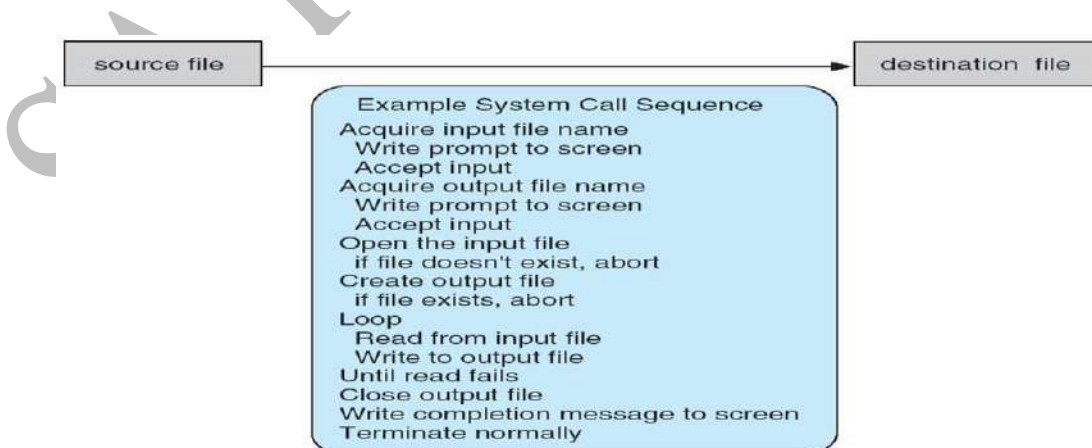 source file
destination file
Example System Call Sequence
Acquire input file name
Write prompt to screen
Accept input
Acquire output file name
Write prompt to screen
Accept input
Open the input file
if file doesn't exist, abort
Create output file
if file exists, abort
Loop
Read from input file
Write to output file
Until read fails
Close output file
Write completion message to screen
Terminate normally